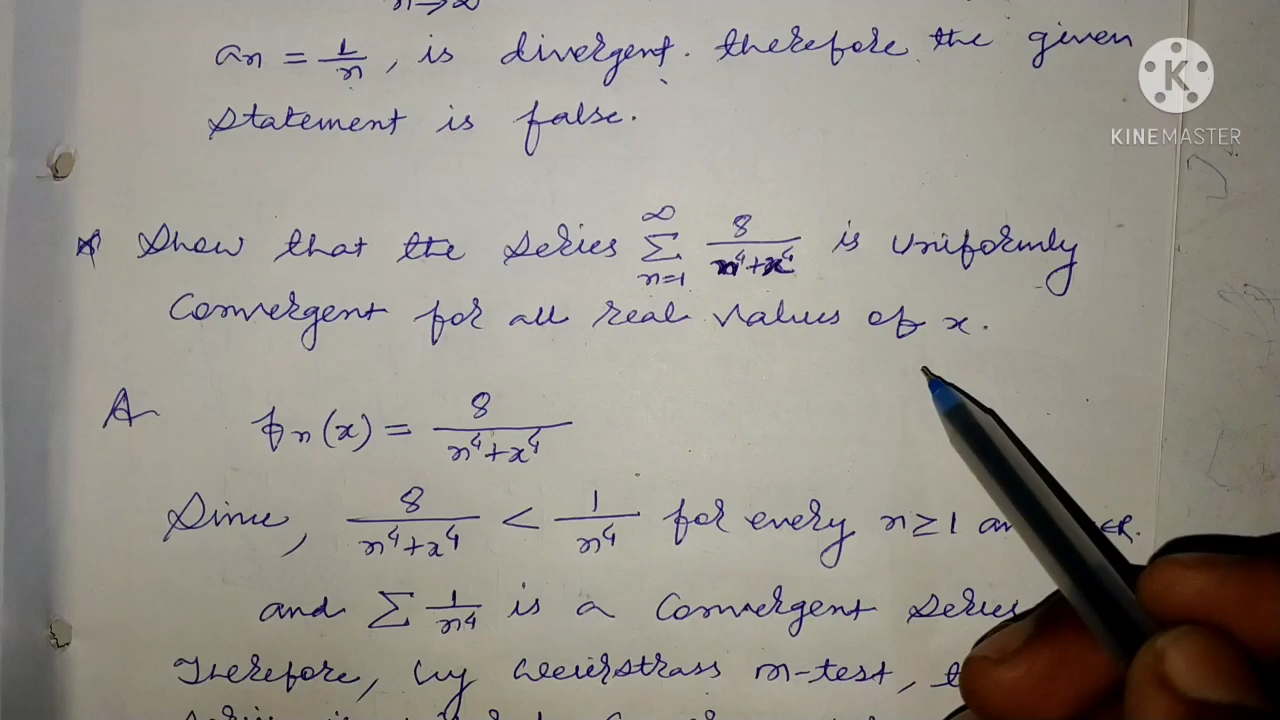 n→∞
an = 1/n, is divergent. therefore the given
statement is false.
KINEMASTER
* Show that the series ∑_{n=1}^{∞} 8/(n⁴+x⁴) is uniformly
Convergent for all real values of x.
A fn(x) = 8/(n⁴+x⁴)
Since, 8/(n⁴+x⁴) < 1/n⁴ for every n≥1 an ∈R.
and ∑ 1/n⁴ is a Convergent series
Therefore, by weierstrass m-test, t